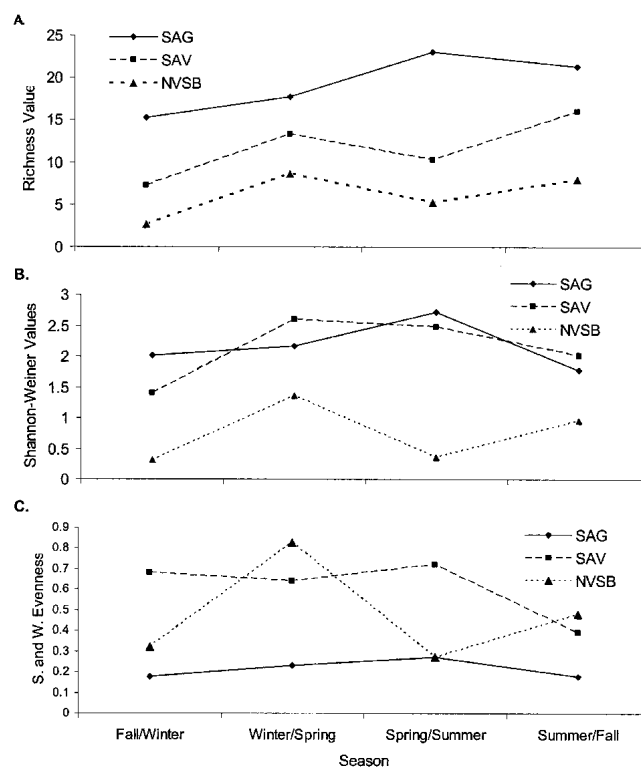 A.
Richness Value
25
20
15
10
5
0
SAG
SAV
NVSB
B.
Shannon-Weiner Values
3
2.5
2
1.5
1
0.5
0
SAG
SAV
NVSB
C.
S. and W. Evenness
0.9
0.8
0.7
0.6
0.5
0.4
0.3
0.2
0.1
0
SAG
SAV
NVSB
Fall/Winter Winter/Spring Spring/Summer Summer/Fall
Season